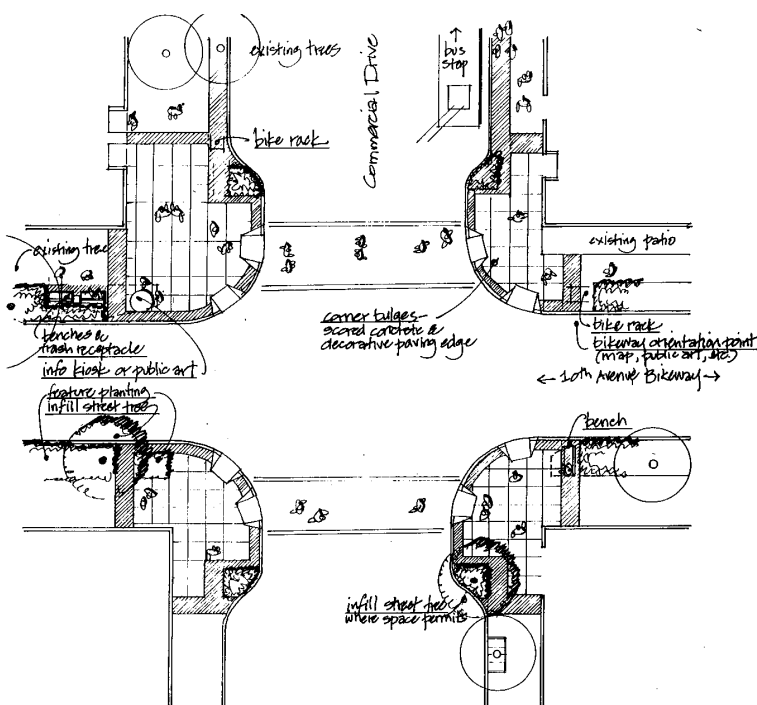 existing trees
Commercial Drive
bus
stop
bike rack
existing tree
existing patio
benches &
trash receptacle
info kiosk or public art
corner bulges-
scored concrete &
decorative paving edge
bike rack
bikeway orientation point
(map, public art, etc.)
← 10th Avenue Bikeway →
feature planting
infill street tree
bench
infill street tree
where space permits